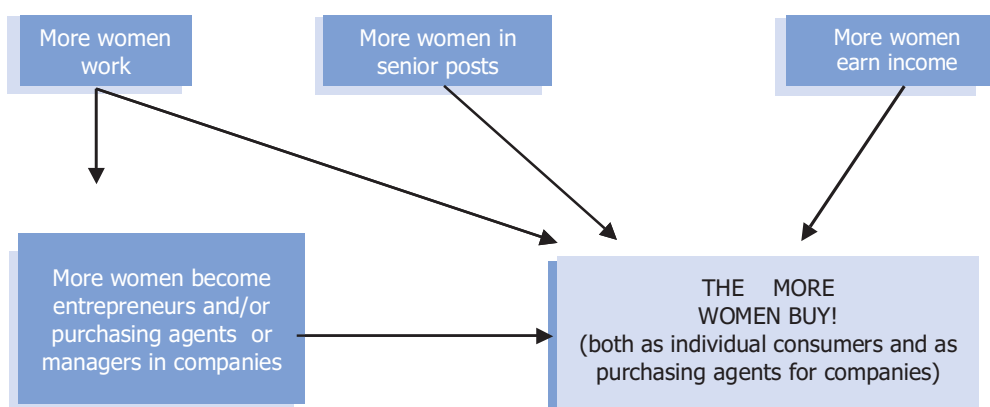 More women
work
More women in
senior posts
More women
earn income
More women become
entrepreneurs and/or
purchasing agents or
managers in companies
THE MORE
WOMEN BUY!
(both as individual consumers and as
purchasing agents for companies)